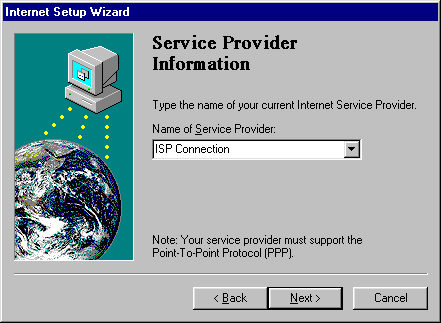 Internet Setup Wizard
Service Provider
Information
Type the name of your current Internet Service Provider.
Name of Service Provider:
ISP Connection
Note: Your service provider must support the
Point-To-Point Protocol (PPP).
< Back
Next >
Cancel